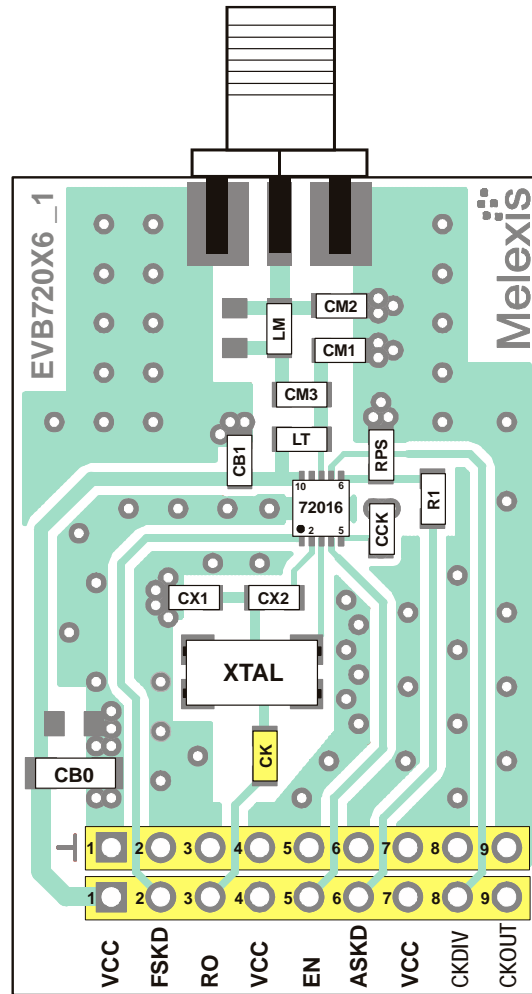 EVB720X6_1
Melexis
LM
CM2
CM1
CM3
LT
CB1
RPS
R1
10 6
72016
2 5
CCK
CX1
CX2
XTAL
CK
CB0
1 2 3 4 5 6 7 8 9
1 2 3 4 5 6 7 8 9
VCC
FSKD
RO
VCC
EN
ASKD
VCC
CKDIV
CKOUT